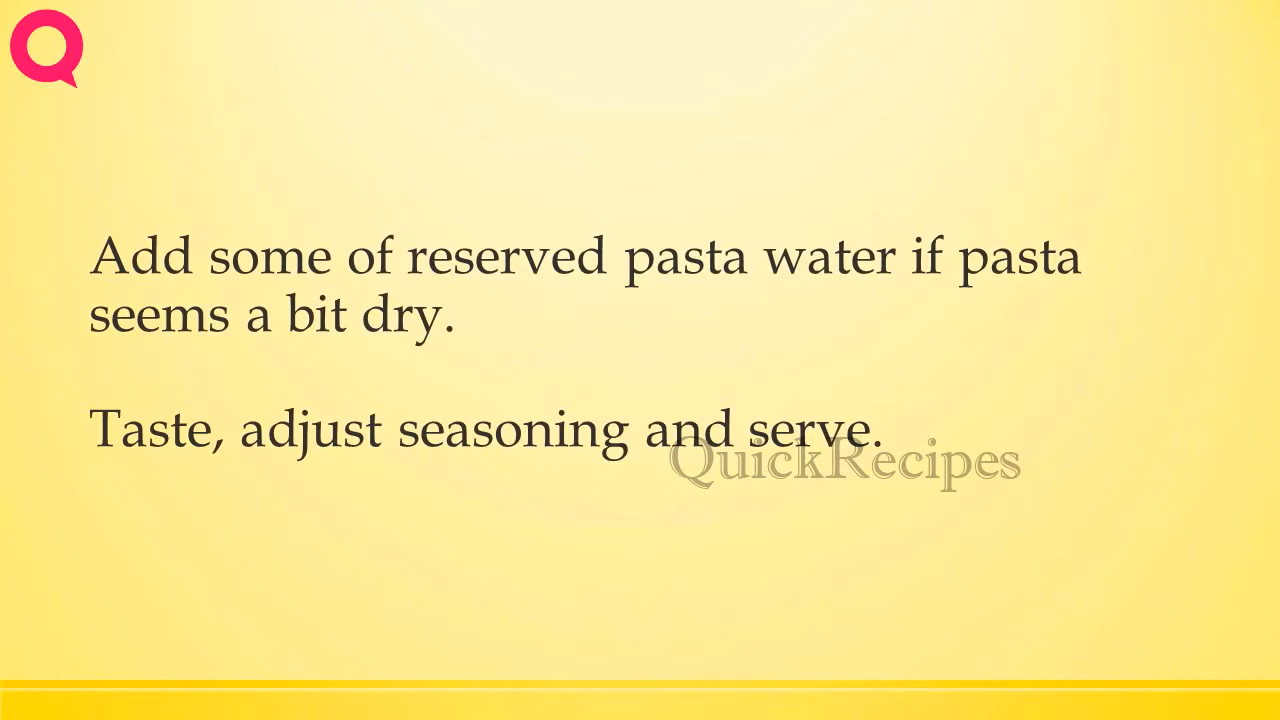 Add some of reserved pasta water if pasta
seems a bit dry.
Taste, adjust seasoning and serve.
QuickRecipes